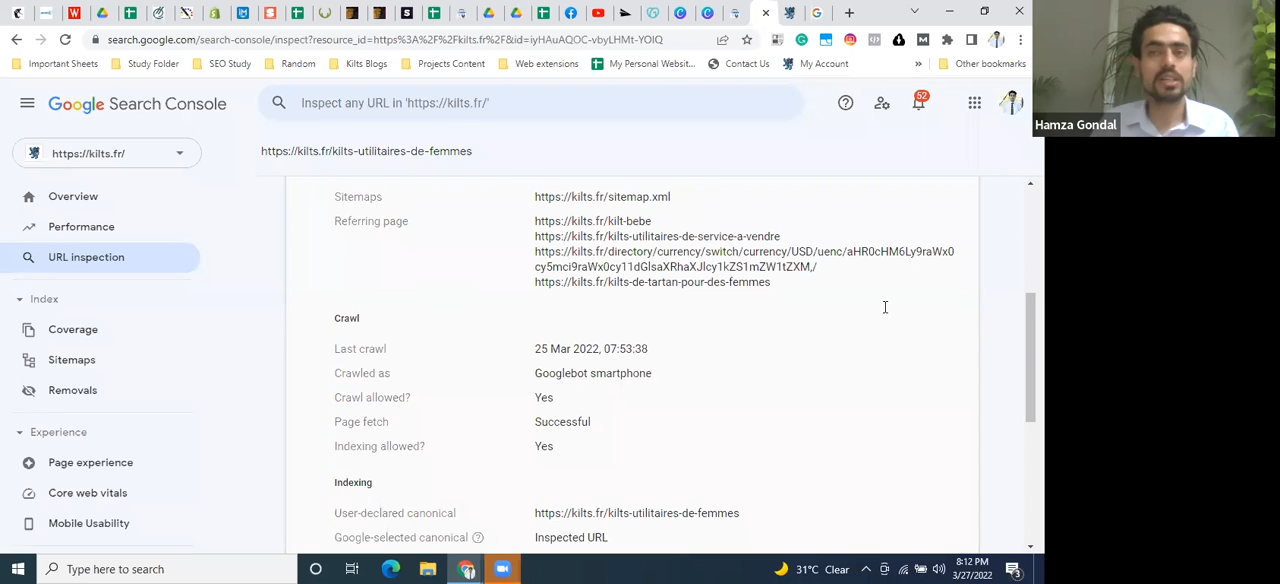 search.google.com/search-console/inspect?resource_id=https%3A%2F%2Fkilts.fr%2F&id=iyHAuAQOC-vbyLHMt-YOIQ
Important Sheets
Study Folder
SEO Study
Random
Kilts Blogs
Projects Content
Web extensions
My Personal Websit...
Contact Us
My Account
»
Other bookmarks
Google Search Console
Inspect any URL in 'https://kilts.fr/'
52
Hamza Gondal
https://kilts.fr/
https://kilts.fr/kilts-utilitaires-de-femmes
Overview
Performance
URL inspection
Index
Coverage
Sitemaps
Removals
Experience
Page experience
Core web vitals
Mobile Usability
Sitemaps
https://kilts.fr/sitemap.xml
Referring page
https://kilts.fr/kilt-bebe
https://kilts.fr/kilts-utilitaires-de-service-a-vendre
https://kilts.fr/directory/currency/switch/currency/USD/uenc/aHR0cHM6Ly9raWx0
cy5mci9raWx0cy11dGlsaXRhaXJlcy1kZS1mZW1tZXM,/
https://kilts.fr/kilts-de-tartan-pour-des-femmes
Crawl
Last crawl
25 Mar 2022, 07:53:38
Crawled as
Googlebot smartphone
Crawl allowed?
Yes
Page fetch
Successful
Indexing allowed?
Yes
Indexing
User-declared canonical
https://kilts.fr/kilts-utilitaires-de-femmes
Google-selected canonical
Inspected URL
Type here to search
31°C Clear
8:12 PM
3/27/2022
3